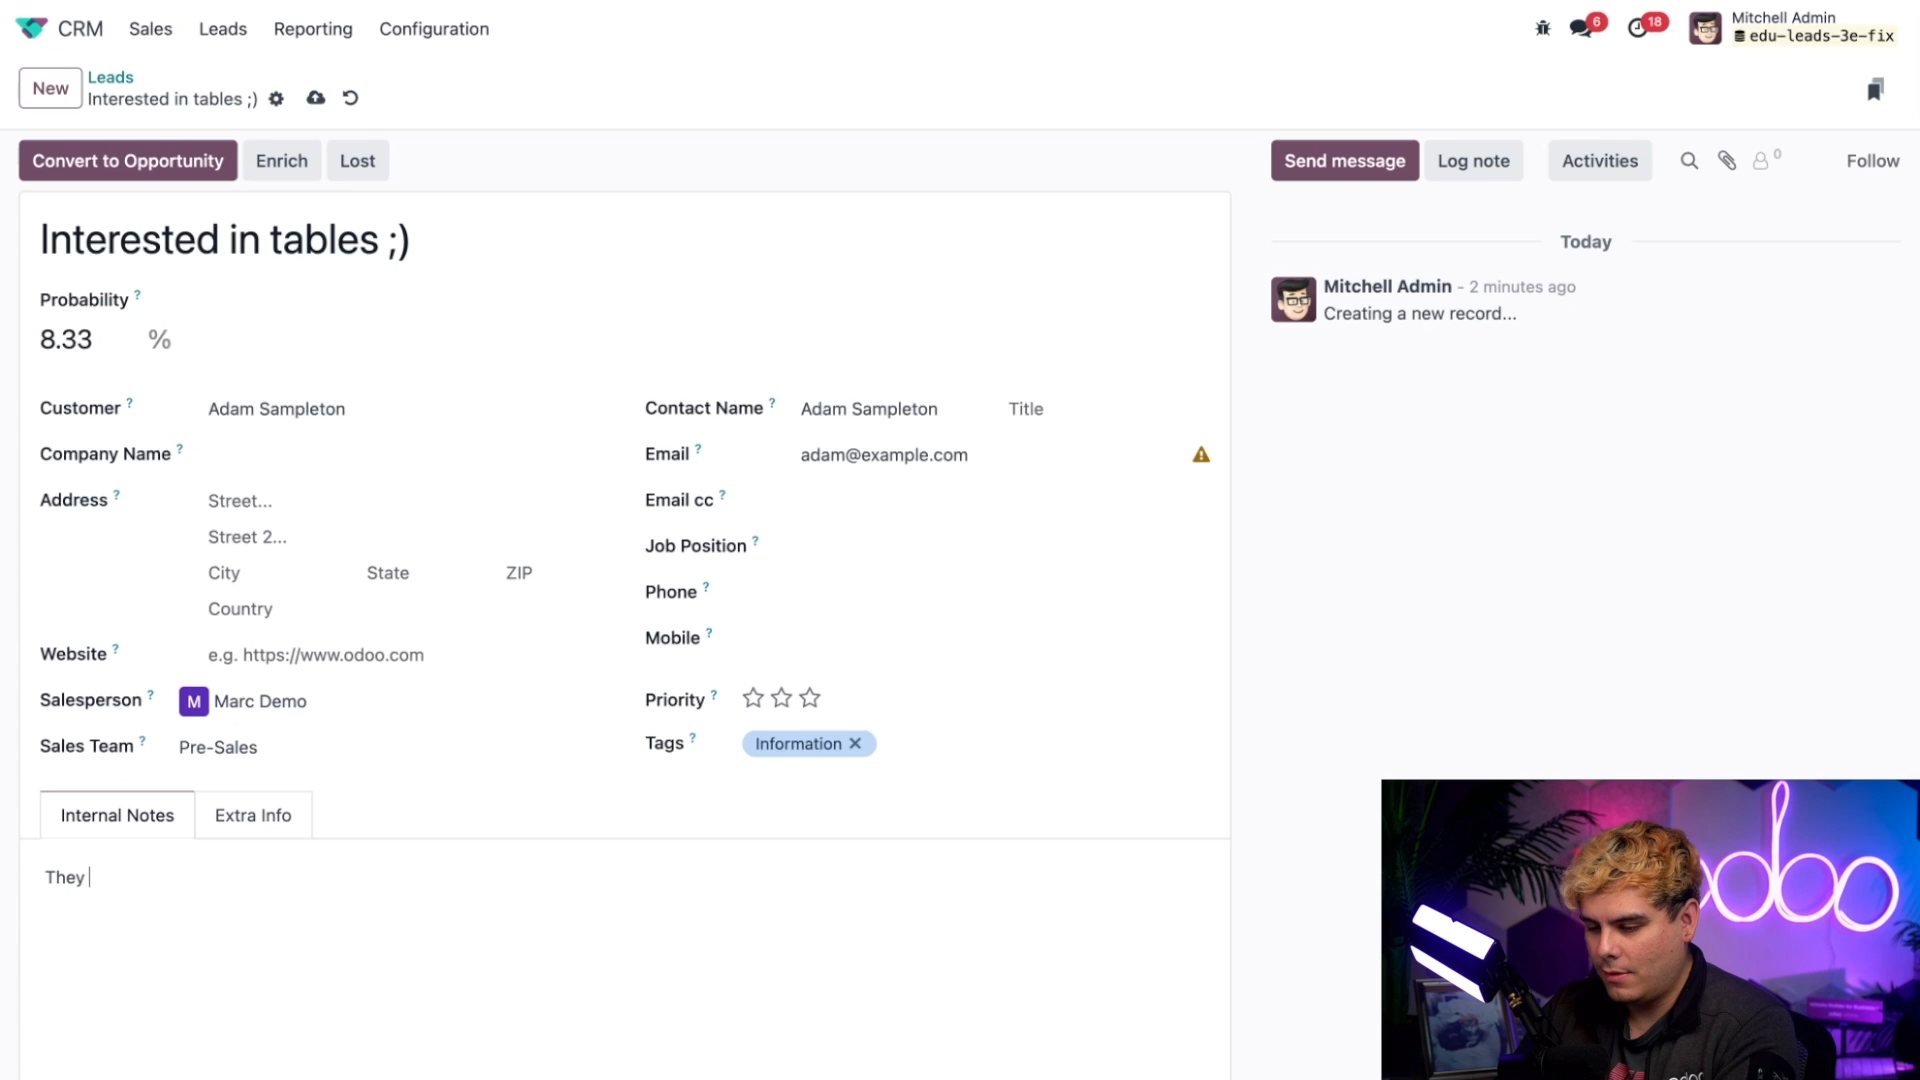 CRM Sales Leads Reporting Configuration 6 18 Mitchell Admin
edu-leads-3e-fix
New Leads
Interested in tables ;)
Convert to Opportunity Enrich Lost Send message Log note Activities 0 Follow
Interested in tables ;)
Today
Probability ?
Mitchell Admin - 2 minutes ago
Creating a new record...
8.33 %
Customer ? Adam Sampleton Contact Name ? Adam Sampleton Title
Company Name ? Email ? adam@example.com
Address ? Street... Email cc ?
Street 2... Job Position ?
City State ZIP
Country Phone ?
Mobile ?
Website ? e.g. https://www.odoo.com
Salesperson ? M Marc Demo Priority ?
Sales Team ? Pre-Sales Tags ? Information ✕
Internal Notes Extra Info
They
odoo